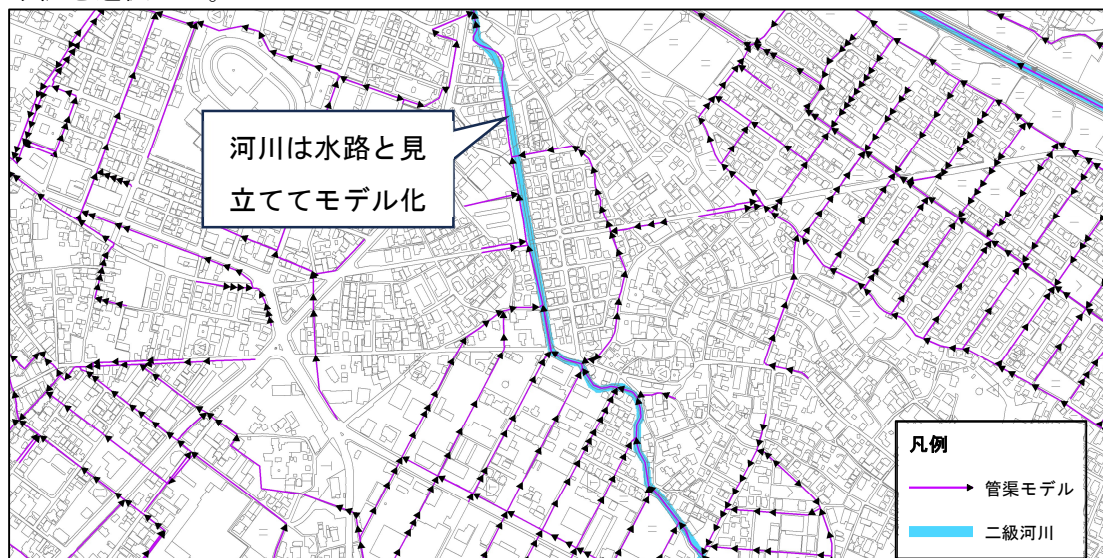 河川は水路と見
立ててモデル化
凡例
管渠モデル
二級河川